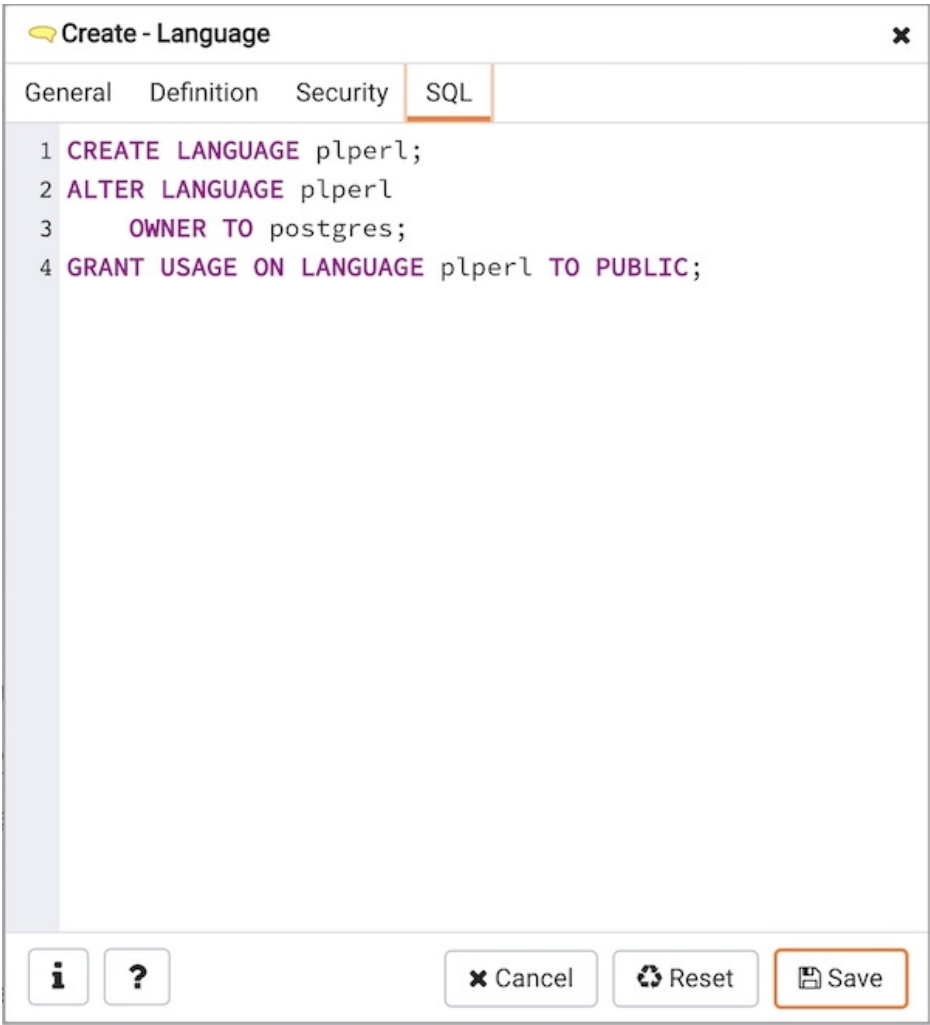 Create - Language
General Definition Security SQL
1 CREATE LANGUAGE plperl;
2 ALTER LANGUAGE plperl
3 OWNER TO postgres;
4 GRANT USAGE ON LANGUAGE plperl TO PUBLIC;
i ? Cancel Reset Save